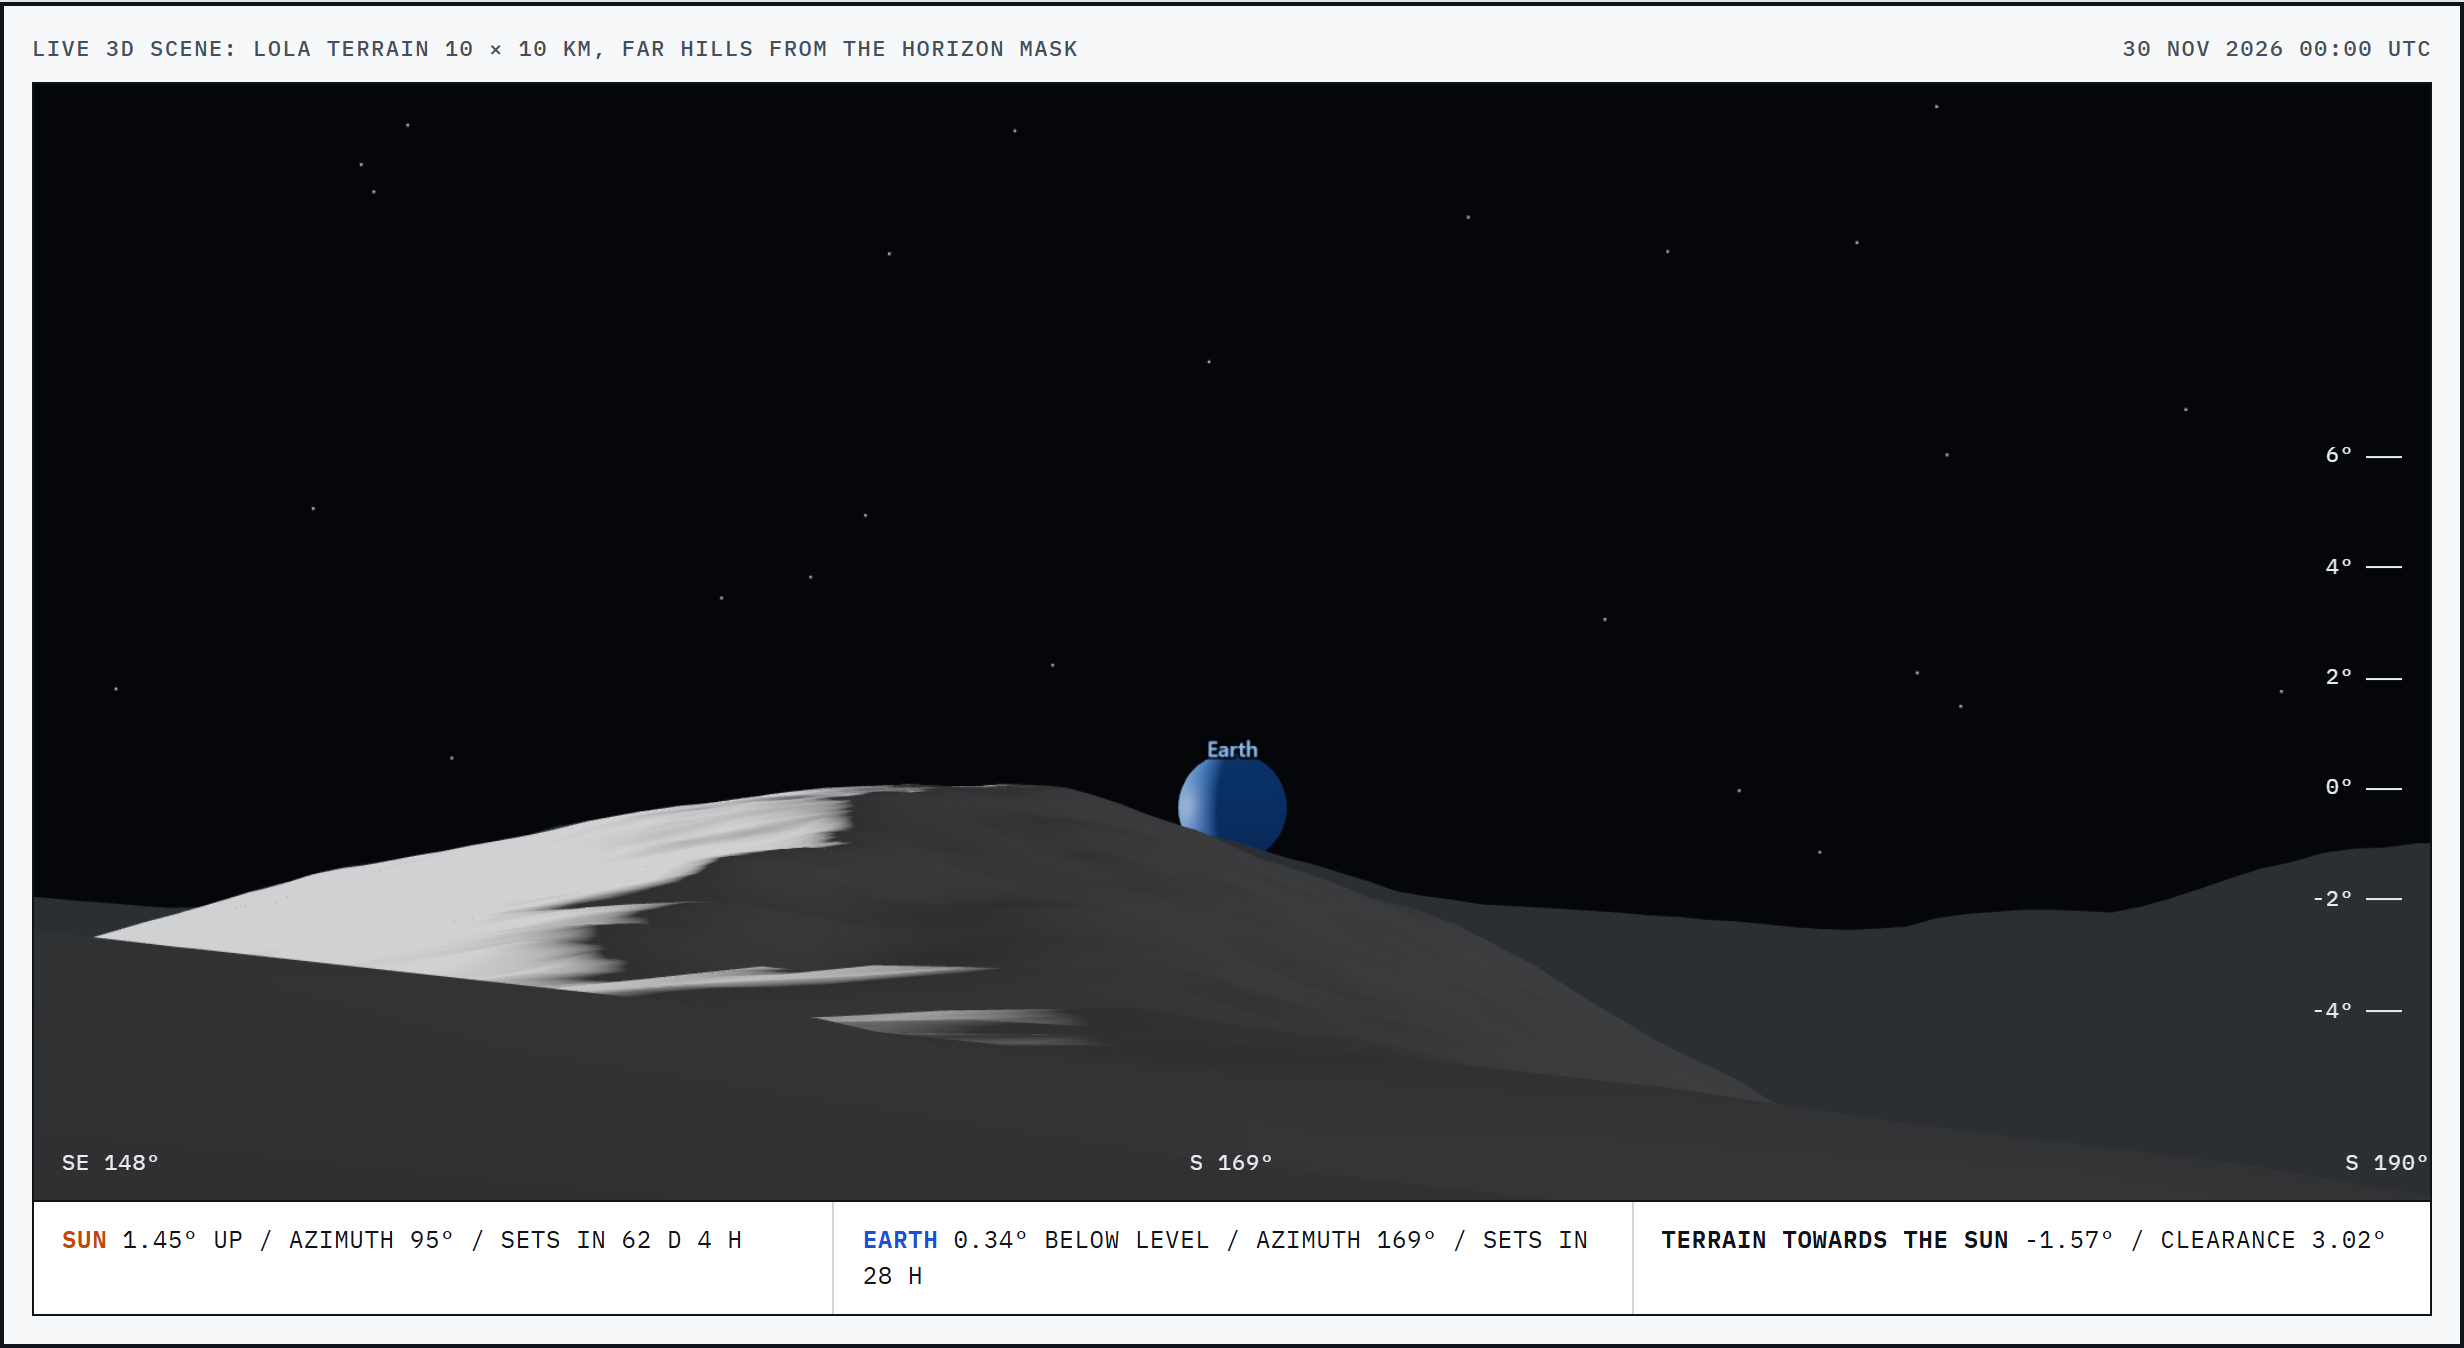 LIVE 3D SCENE: LOLA TERRAIN 10 × 10 KM, FAR HILLS FROM THE HORIZON MASK
30 NOV 2026 00:00 UTC
6°
4°
2°
Earth
0°
-2°
-4°
SE 148°
S 169°
S 190°
SUN 1.45° UP / AZIMUTH 95° / SETS IN 62 D 4 H
EARTH 0.34° BELOW LEVEL / AZIMUTH 169° / SETS IN
28 H
TERRAIN TOWARDS THE SUN -1.57° / CLEARANCE 3.02°